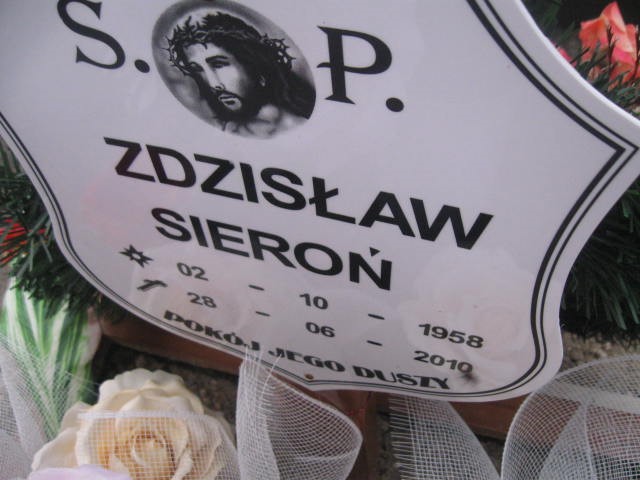 S. P.
ZDZISŁAW
SIEROŃ
02 - 10 - 1958
28 - 06 - 2010
POKÓJ JEGO DUSZY